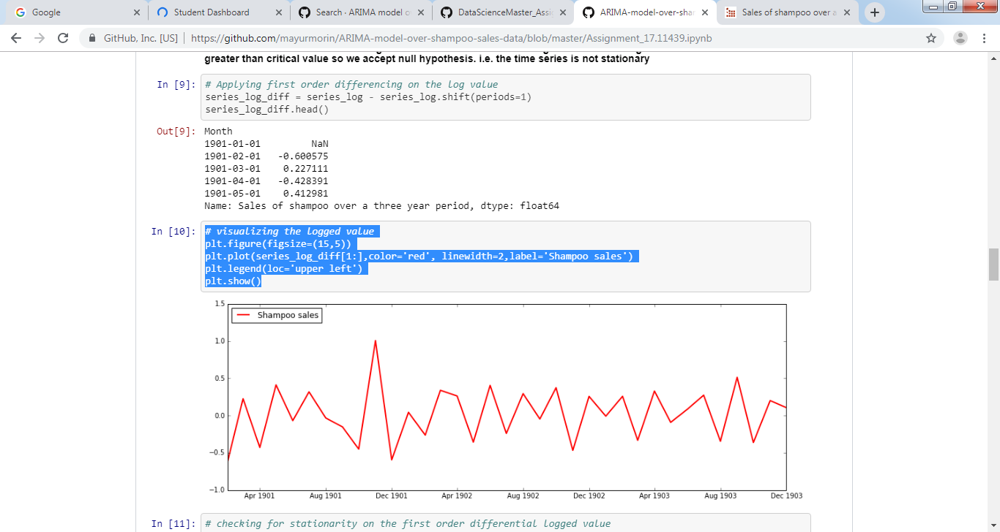 Google
Student Dashboard
Search · ARIMA model o
DataScienceMaster_Assig
ARIMA-model-over-shar
Sales of shampoo over a
GitHub, Inc. [US] | https://github.com/mayurmorin/ARIMA-model-over-shampoo-sales-data/blob/master/Assignment_17.11439.ipynb
greater than critical value so we accept null hypothesis. i.e. the time series is not stationary
In [9]: # Applying first order differencing on the log value
series_log_diff = series_log - series_log.shift(periods=1)
series_log_diff.head()
Out[9]: Month
1901-01-01 NaN
1901-02-01 -0.600575
1901-03-01 0.227111
1901-04-01 -0.428391
1901-05-01 0.412981
Name: Sales of shampoo over a three year period, dtype: float64
In [10]: # visualizing the logged value
plt.figure(figsize=(15,5))
plt.plot(series_log_diff[1:],color='red', linewidth=2,label='Shampoo sales')
plt.legend(loc='upper left')
plt.show()
1.5
Shampoo sales
1.0
0.5
0.0
−0.5
−1.0
Apr 1901 Aug 1901 Dec 1901 Apr 1902 Aug 1902 Dec 1902 Apr 1903 Aug 1903 Dec 1903
In [11]: # checking for stationarity on the first order differential logged value